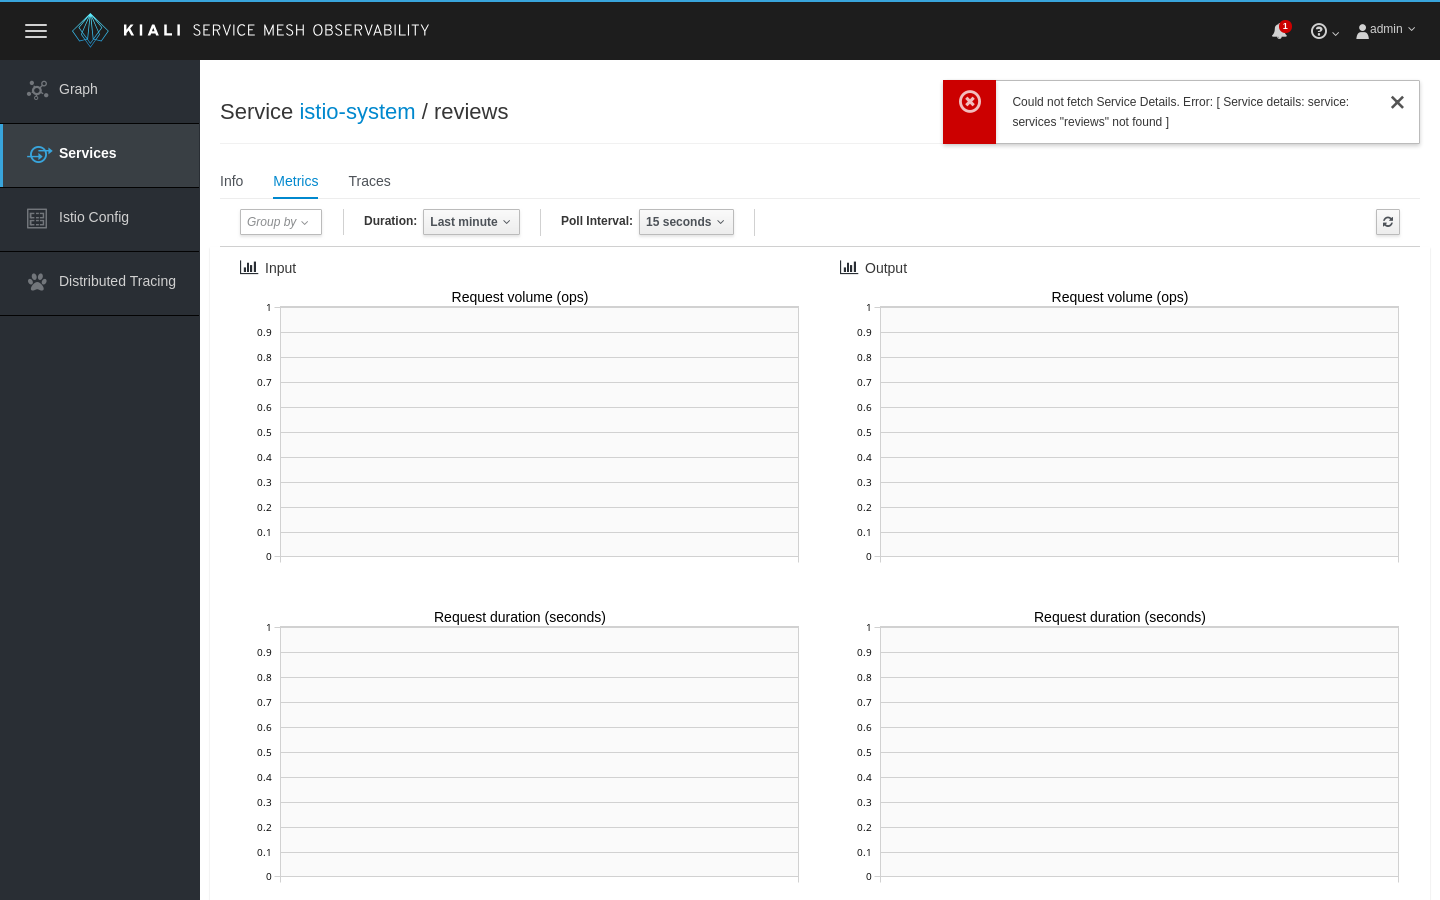 KIALI SERVICE MESH OBSERVABILITY
1
admin
Graph
Services
Istio Config
Distributed Tracing
Service istio-system / reviews
Could not fetch Service Details. Error: [ Service details: service:
services "reviews" not found ]
Info Metrics Traces
Group by Duration: Last minute Poll Interval: 15 seconds
Input
Request volume (ops)
1
0.9
0.8
0.7
0.6
0.5
0.4
0.3
0.2
0.1
0
Request duration (seconds)
1
0.9
0.8
0.7
0.6
0.5
0.4
0.3
0.2
0.1
0
Output
Request volume (ops)
1
0.9
0.8
0.7
0.6
0.5
0.4
0.3
0.2
0.1
0
Request duration (seconds)
1
0.9
0.8
0.7
0.6
0.5
0.4
0.3
0.2
0.1
0